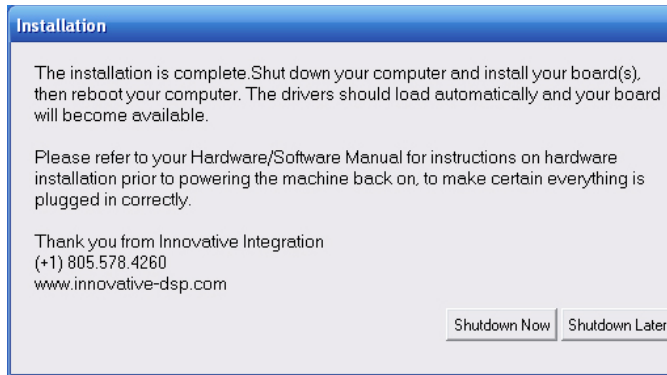 Installation
The installation is complete.Shut down your computer and install your board(s),
then reboot your computer. The drivers should load automatically and your board
will become available.
Please refer to your Hardware/Software Manual for instructions on hardware
installation prior to powering the machine back on, to make certain everything is
plugged in correctly.
Thank you from Innovative Integration
(+1) 805.578.4260
www.innovative-dsp.com
Shutdown Now
Shutdown Later